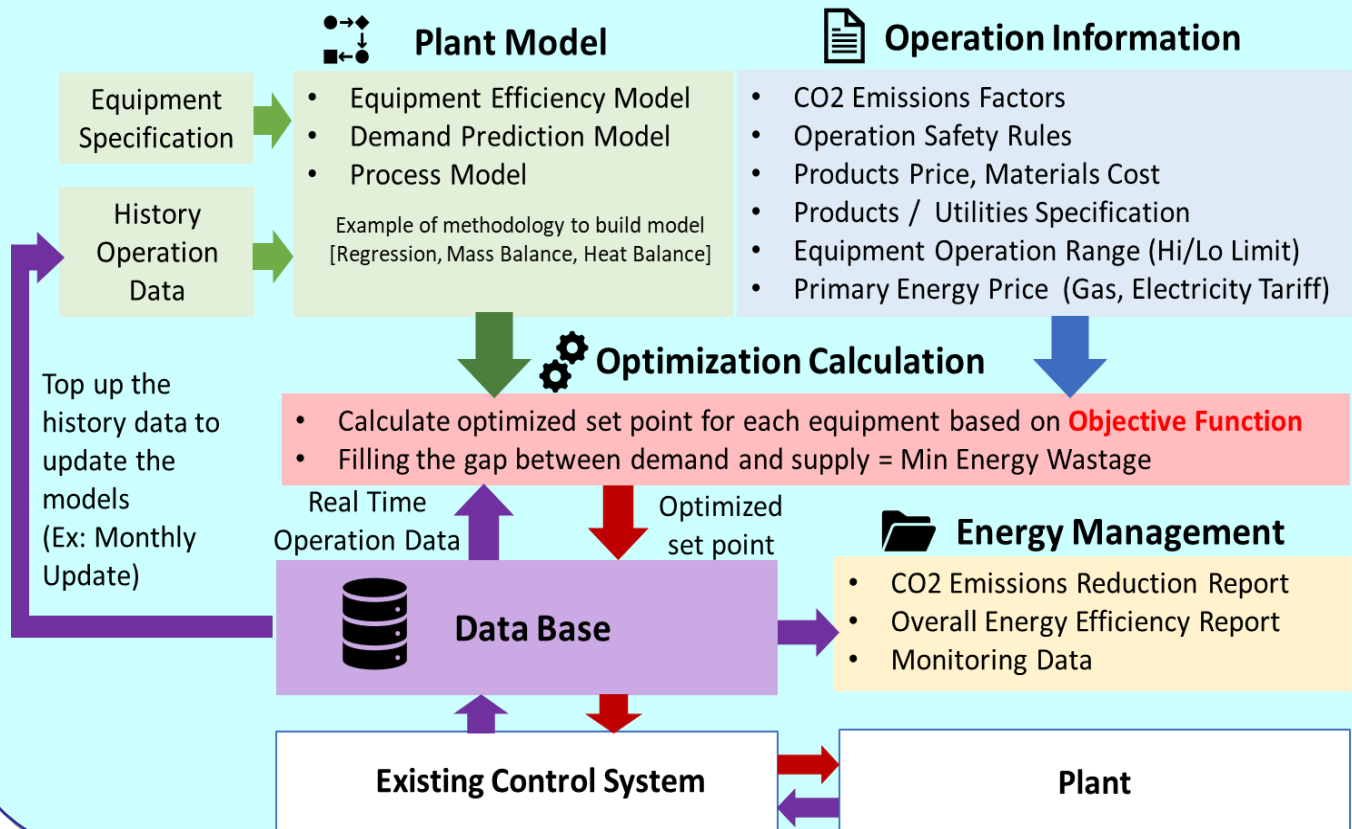 Plant Model
Operation Information
Equipment
Specification
History
Operation
Data
• Equipment Efficiency Model
• Demand Prediction Model
• Process Model
Example of methodology to build model
[Regression, Mass Balance, Heat Balance]
• CO2 Emissions Factors
• Operation Safety Rules
• Products Price, Materials Cost
• Products / Utilities Specification
• Equipment Operation Range (Hi/Lo Limit)
• Primary Energy Price (Gas, Electricity Tariff)
Optimization Calculation
• Calculate optimized set point for each equipment based on Objective Function
• Filling the gap between demand and supply = Min Energy Wastage
Top up the
history data to
update the
models
(Ex: Monthly
Update)
Real Time
Operation Data
Optimized
set point
Energy Management
• CO2 Emissions Reduction Report
• Overall Energy Efficiency Report
• Monitoring Data
Data Base
Existing Control System
Plant